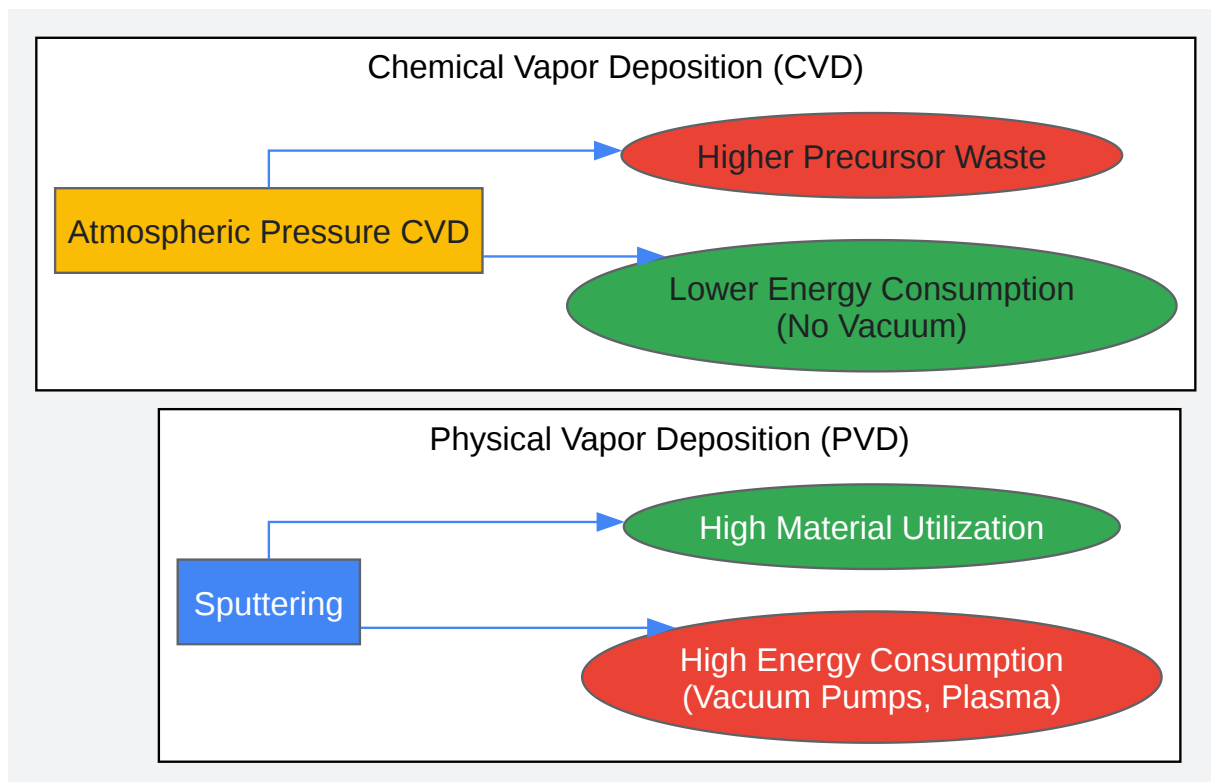 Chemical Vapor Deposition (CVD)
Higher Precursor Waste
Atmospheric Pressure CVD
Lower Energy Consumption
(No Vacuum)
Physical Vapor Deposition (PVD)
High Material Utilization
Sputtering
High Energy Consumption
(Vacuum Pumps, Plasma)